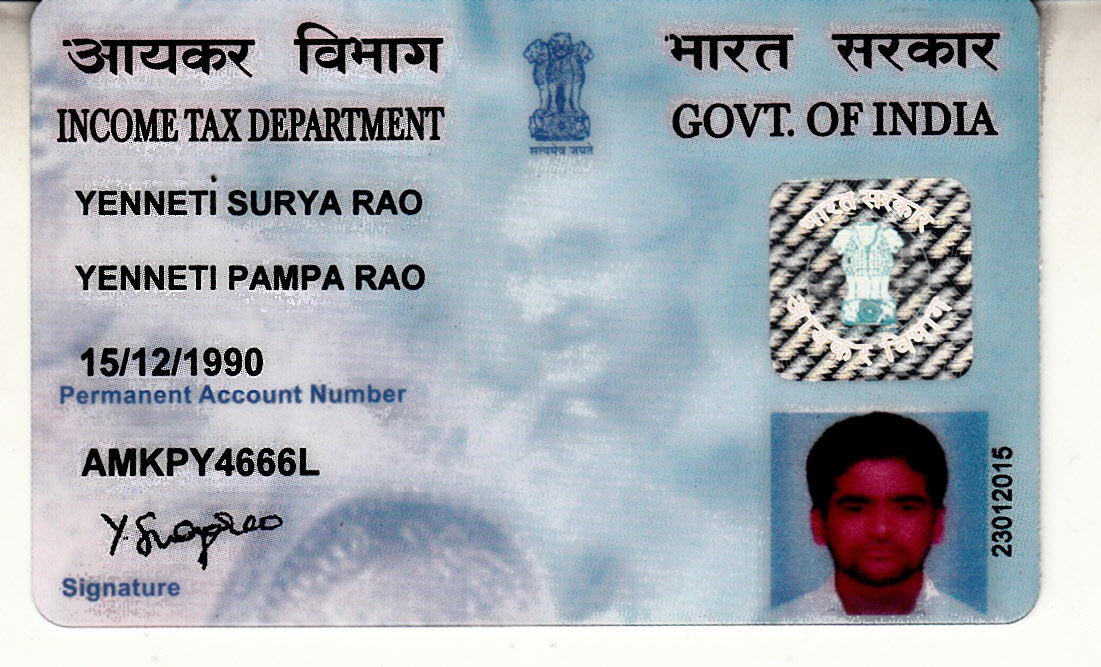 आयकर विभाग
भारत सरकार
INCOME TAX DEPARTMENT
GOVT. OF INDIA
सत्यमेव जयते
YENNETI SURYA RAO
YENNETI PAMPA RAO
15/12/1990
Permanent Account Number
AMKPY4666L
Y. Suryarao
Signature
भारत सरकार
आयकर विभाग
23012015